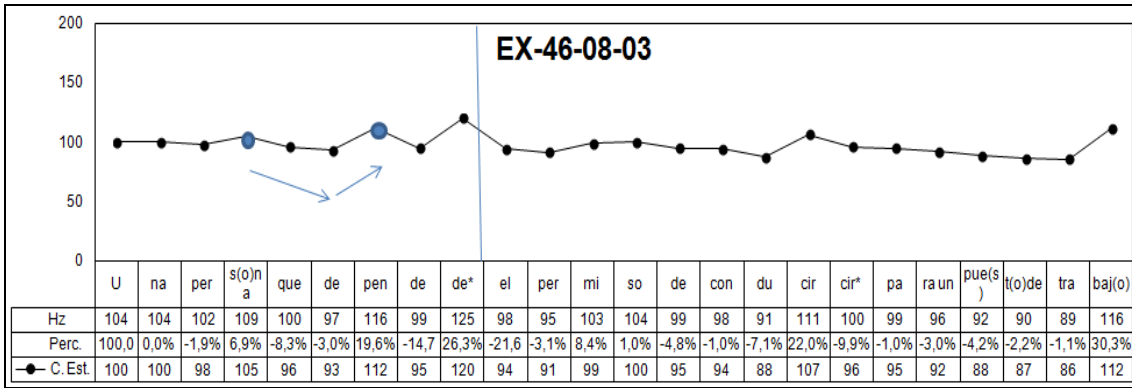 EX-46-08-03
200
150
100
50
0
U na per s(o)na que de pen de de* el per mi so de con du cir cir* pa ra un pue(s) t(o)de tra baj(o)
Hz 104 104 102 109 100 97 116 99 125 98 95 103 104 99 98 91 111 100 99 96 92 90 89 116
Perc. 100,0 0,0% -1,9% 6,9% -8,3% -3,0% 19,6% -14,7 26,3% -21,6 -3,1% 8,4% 1,0% -4,8% -1,0% -7,1% 22,0% -9,9% -1,0% -3,0% -4,2% -2,2% -1,1% 30,3%
C. Est. 100 100 98 105 96 93 112 95 120 94 91 99 100 95 94 88 107 96 95 92 88 87 86 112